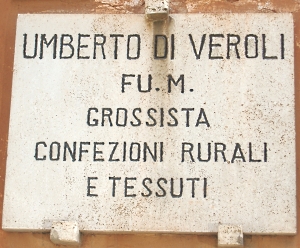 UMBERTO DI VEROLI
FU. M.
GROSSISTA
CONFEZIONI RURALI
E TESSUTI